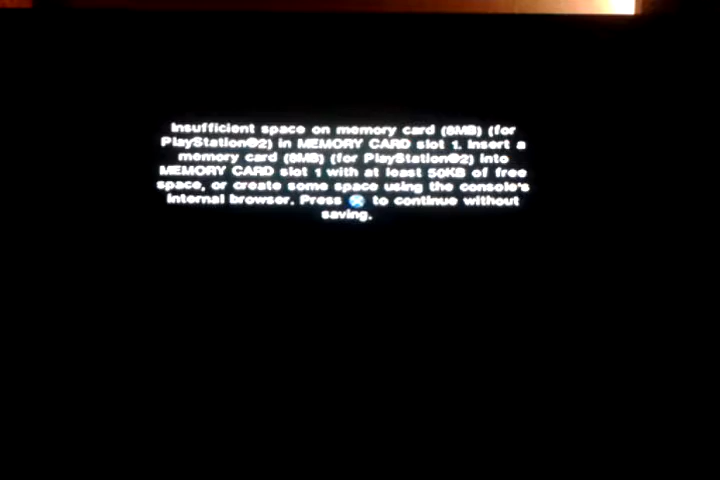 Insufficient space on memory card (8MB) (for
PlayStation®2) in MEMORY CARD slot 1. Insert a
memory card (8MB) (for PlayStation®2) into
MEMORY CARD slot 1 with at least 50KB of free
space, or create some space using the console's
internal browser. Press to continue without
saving.